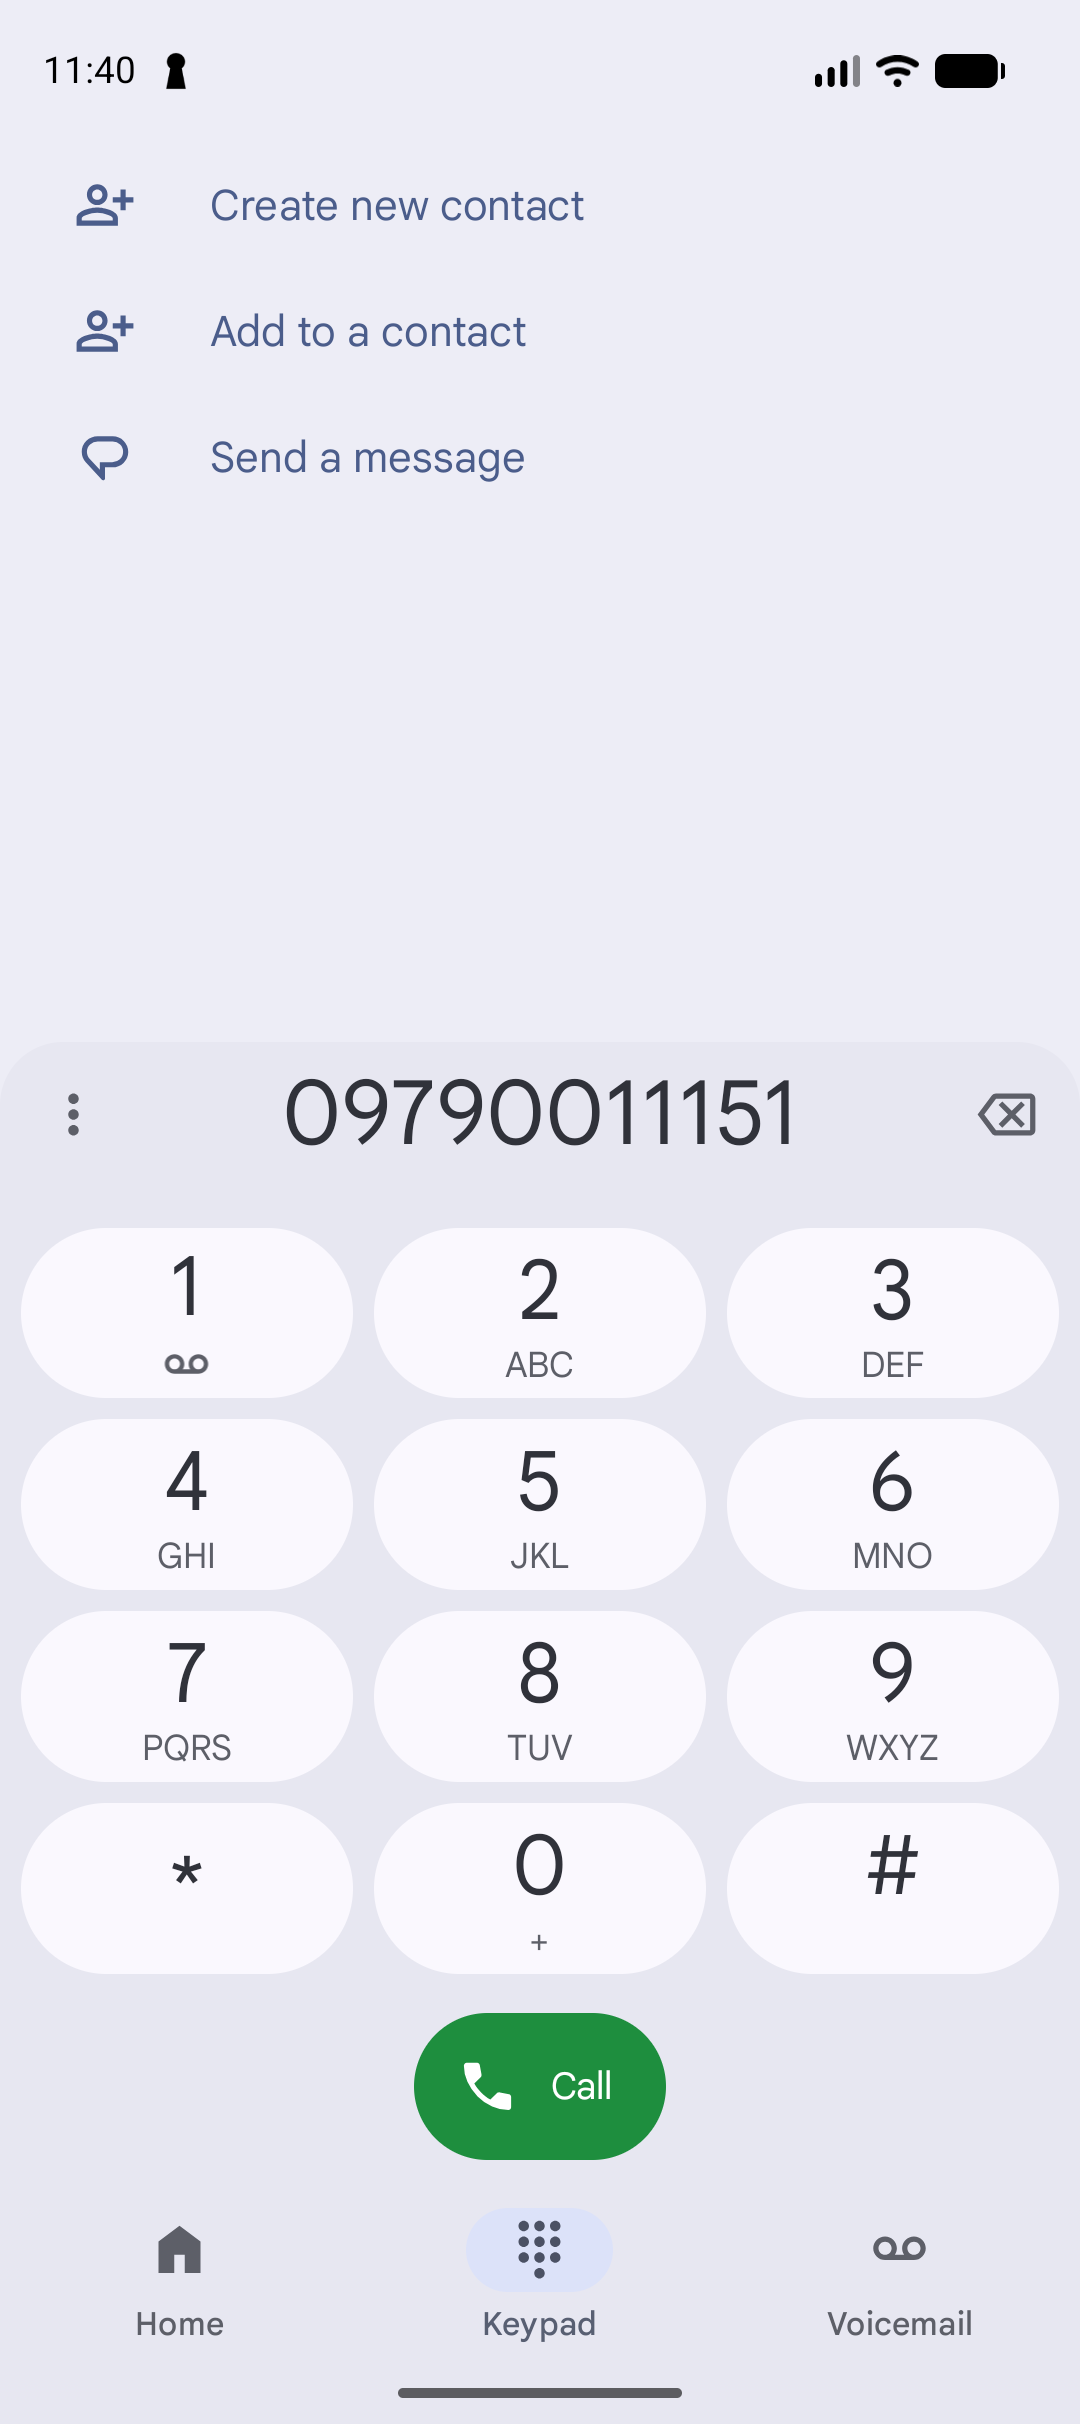 11:40
Create new contact
Add to a contact
Send a message
09790011151
1 2 3
ABC DEF
4 5 6
GHI JKL MNO
7 8 9
PQRS TUV WXYZ
* 0 #
+
Call
Home Keypad Voicemail